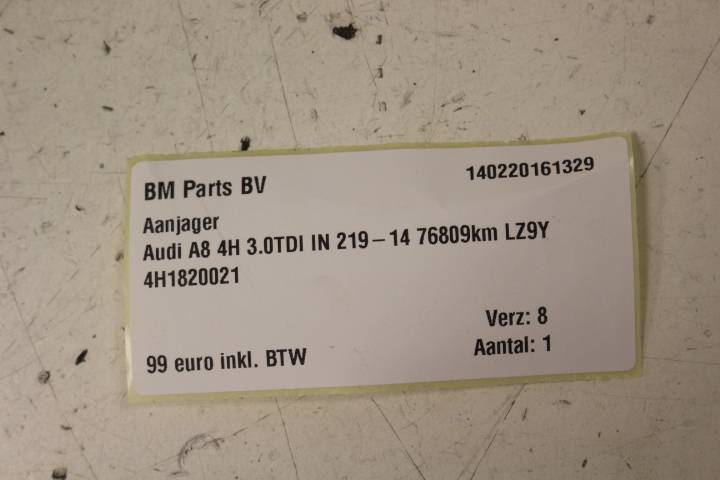 BM Parts BV 140220161329
Aanjager
Audi A8 4H 3.0TDI IN 219-14 76809km LZ9Y
4H1820021
Verz: 8
99 euro inkl. BTW Aantal: 1